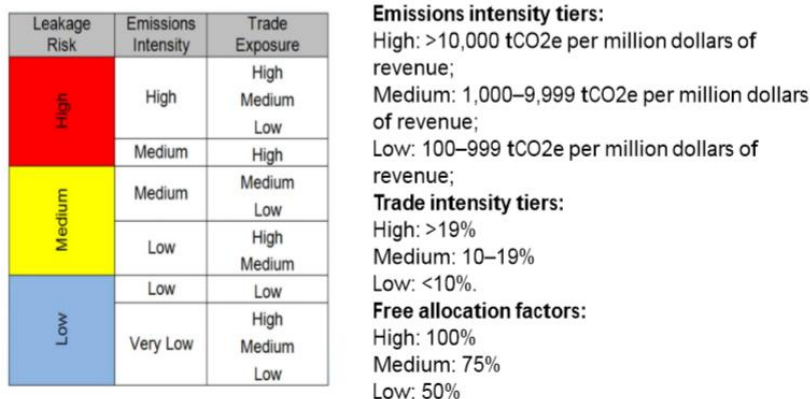 Leakage Risk
Emissions Intensity
Trade Exposure
High
High
High
Medium
Low
Medium
High
Medium
Medium
Medium
Low
Low
High
Medium
Low
Low
Low
Very Low
High
Medium
Low
Emissions intensity tiers:
High: >10,000 tCO2e per million dollars of
revenue;
Medium: 1,000–9,999 tCO2e per million dollars
of revenue;
Low: 100–999 tCO2e per million dollars of
revenue;
Trade intensity tiers:
High: >19%
Medium: 10–19%
Low: <10%.
Free allocation factors:
High: 100%
Medium: 75%
Low: 50%